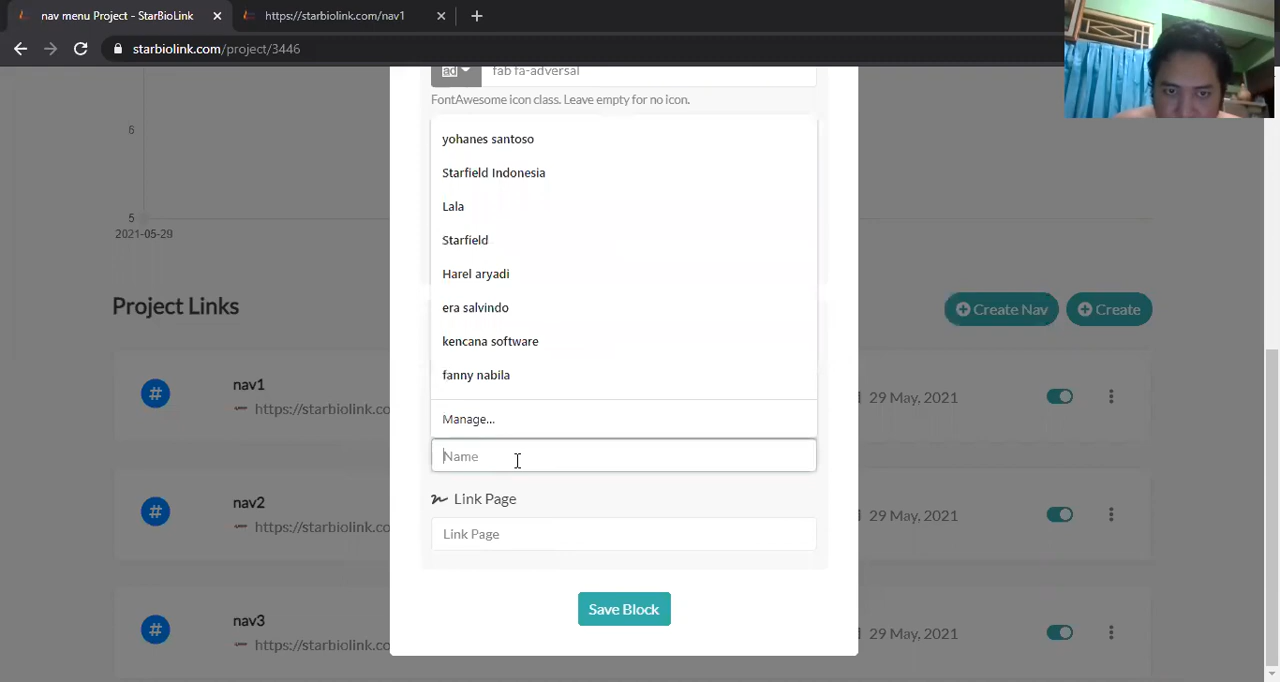 nav menu Project - StarBioLink
https://starbiolink.com/nav1
starbiolink.com/project/3446
ad
fab fa-adversal
FontAwesome icon class. Leave empty for no icon.
6
5
2021-05-29
yohanes santoso
Starfield Indonesia
Lala
Starfield
Harel aryadi
era salvindo
kencana software
fanny nabila
Manage...
Name
Link Page
Link Page
Save Block
Project Links
Create Nav
Create
nav1
https://starbiolink.co
29 May, 2021
nav2
https://starbiolink.co
29 May, 2021
nav3
https://starbiolink.co
29 May, 2021